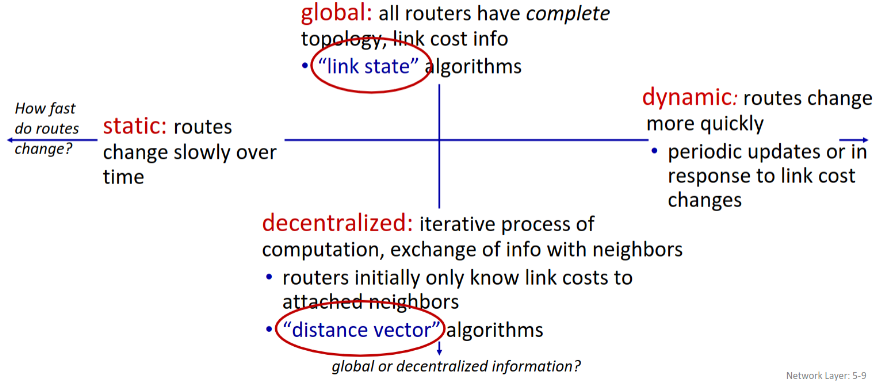 global: all routers have complete
topology, link cost info
• “link state” algorithms
How fast
do routes
change?
static: routes
change slowly over
time
dynamic: routes change
more quickly
• periodic updates or in
response to link cost
changes
decentralized: iterative process of
computation, exchange of info with neighbors
• routers initially only know link costs to
attached neighbors
• “distance vector” algorithms
global or decentralized information?
Network Layer: 5-9